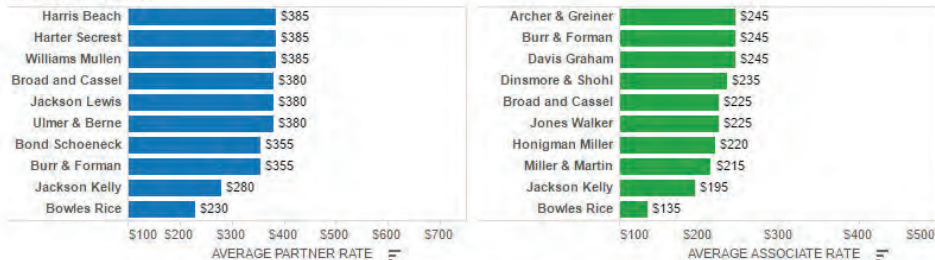 Harris Beach $385
Harter Secrest $385
Williams Mullen $385
Broad and Cassel $380
Jackson Lewis $380
Ulmer & Berne $380
Bond Schoeneck $355
Burr & Forman $355
Jackson Kelly $280
Bowles Rice $230
$100 $200 $300 $400 $500 $600 $700
AVERAGE PARTNER RATE
Archer & Greiner $245
Burr & Forman $245
Davis Graham $245
Dinsmore & Shohl $235
Broad and Cassel $225
Jones Walker $225
Honigman Miller $220
Miller & Martin $215
Jackson Kelly $195
Bowles Rice $135
$100 $200 $300 $400 $500
AVERAGE ASSOCIATE RATE